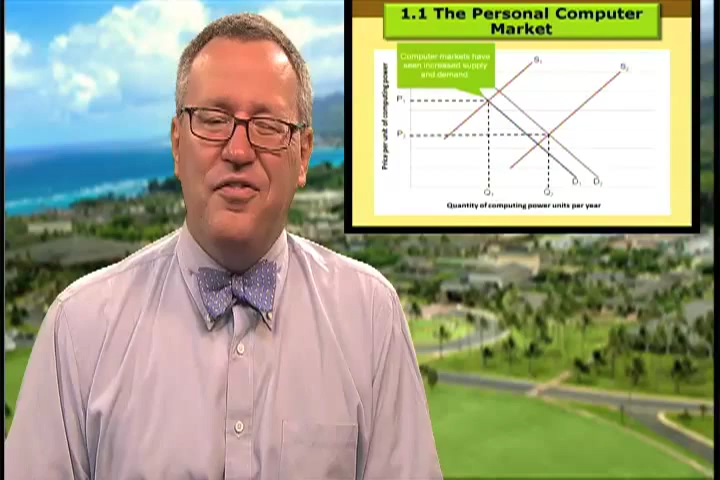 1.1 The Personal Computer
Market
Computer markets have
seen increased supply
and demand
S₁
S₂
Price per unit of computing power
P₁
P₂
D₁
D₂
Q₁
Q₂
Quantity of computing power units per year